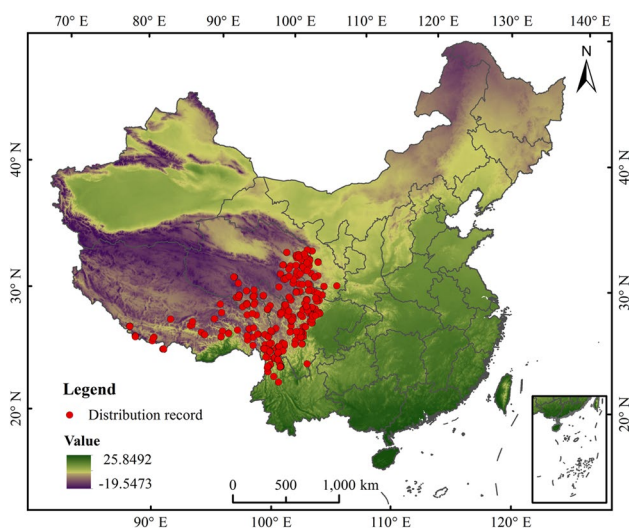 70° E 80° E 90° E 100° E 110° E 120° E 130° E 140° E
N
40° N 40° N
30° N 30° N
20° N 20° N
Legend
Distribution record
Value
25.8492
-19.5473
0 500 1,000 km
90° E 100° E 110° E 120° E